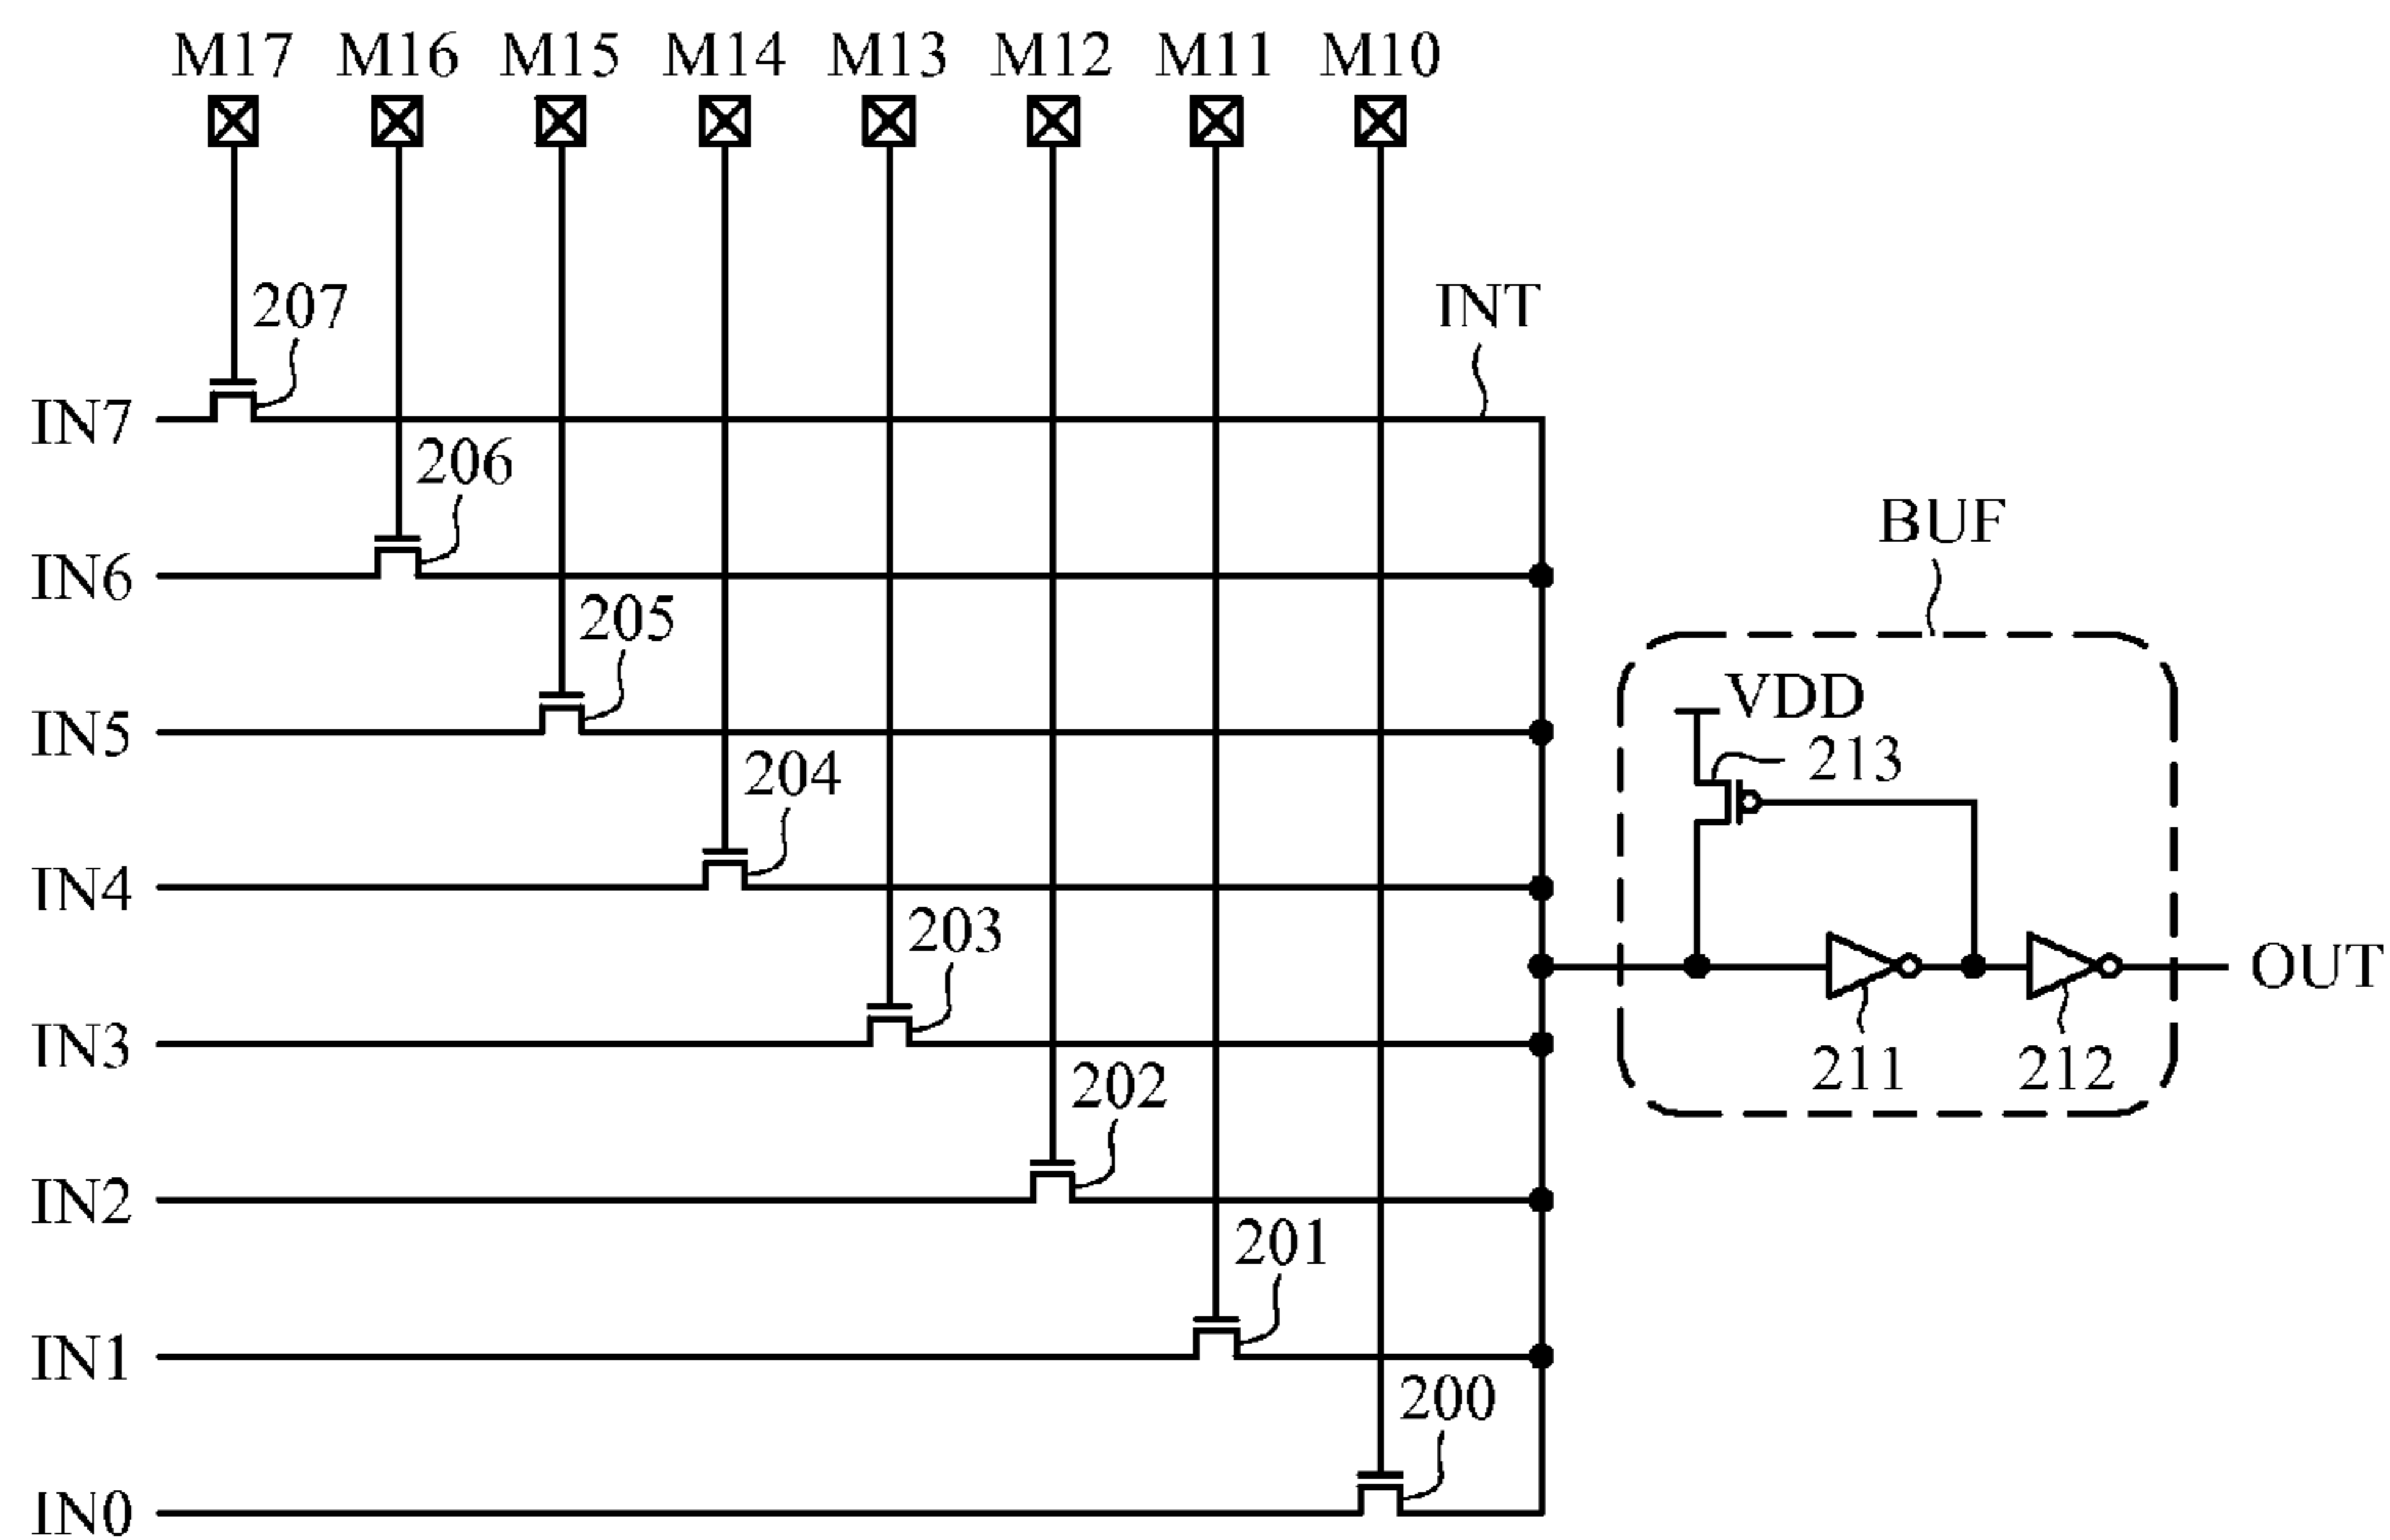 M17 M16 M15 M14 M13 M12 M11 M10
207
INT
IN7
206
BUF
IN6
205
VDD
IN5
213
204
IN4
203
OUT
IN3
211 212
202
IN2
201
IN1
200
IN0